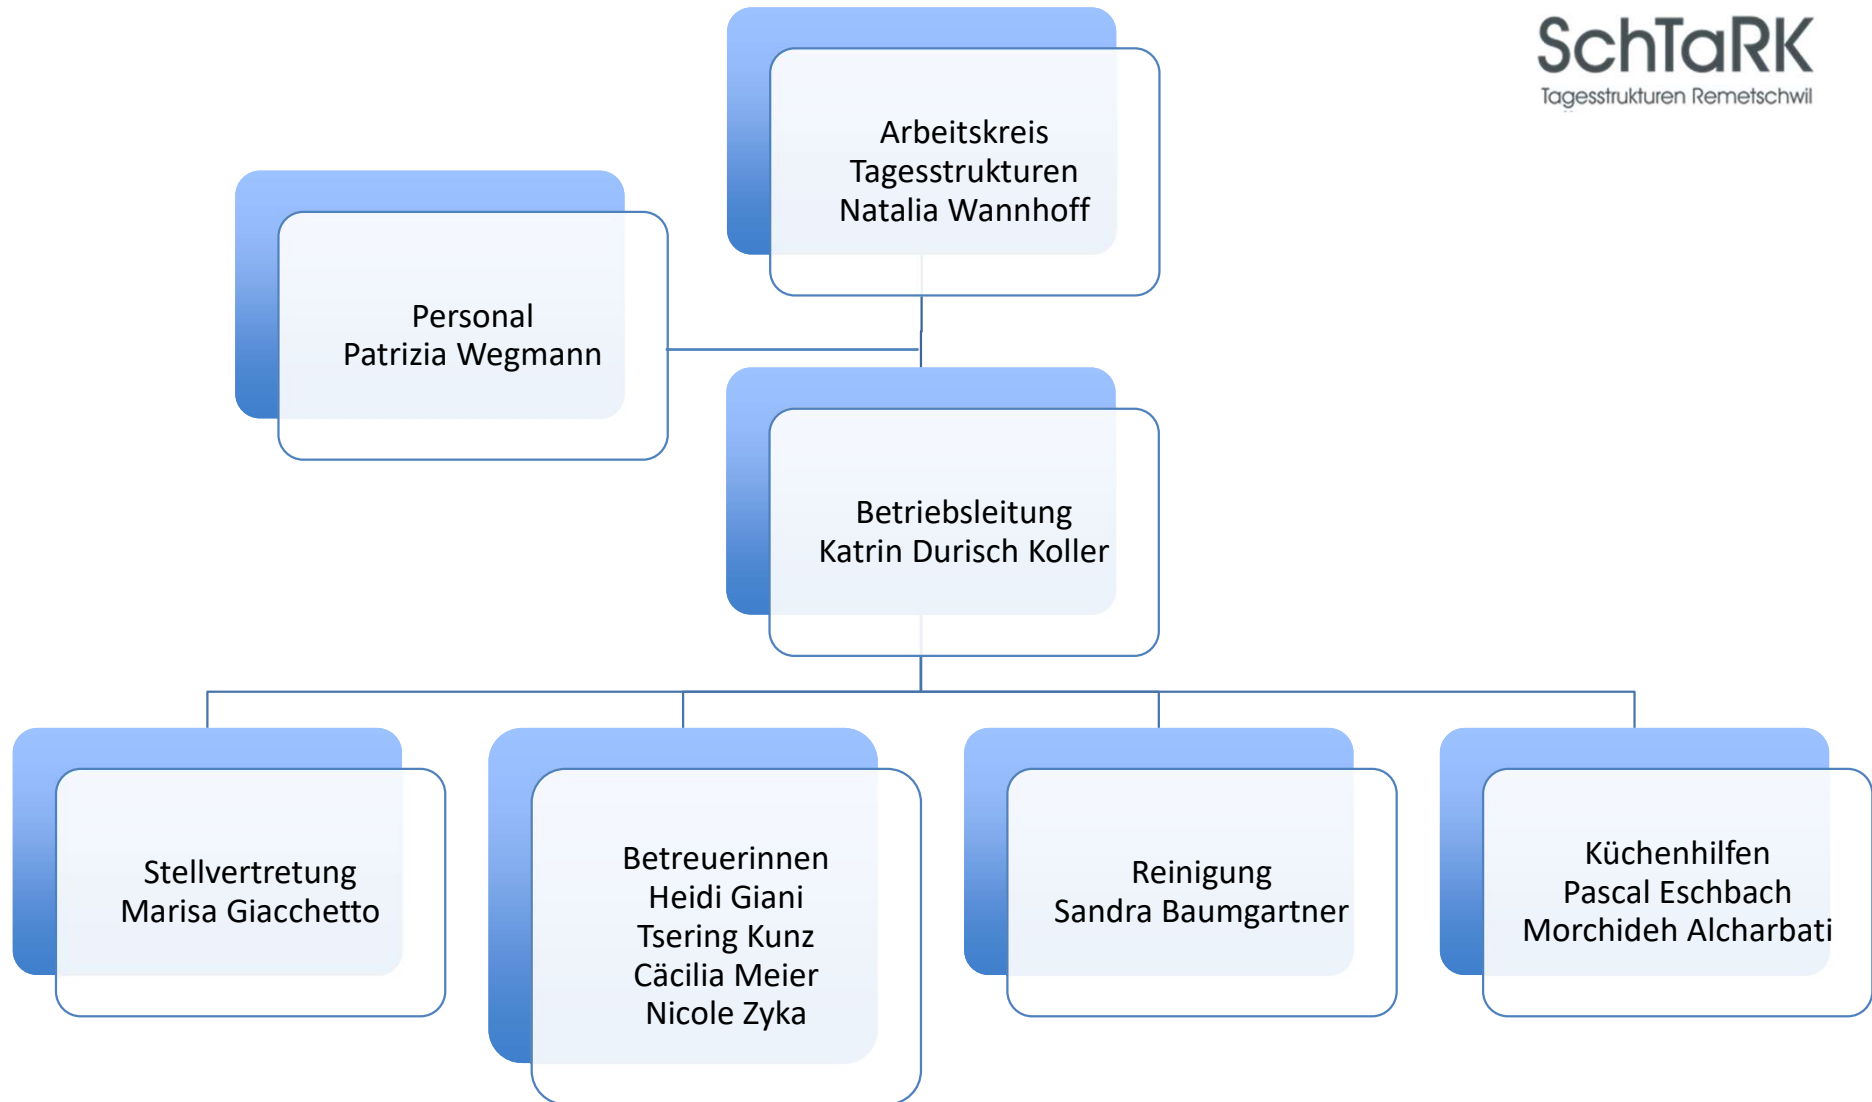 SchTaRK
Tagesstrukturen Remetschwil
Arbeitskreis
Tagesstrukturen
Natalia Wannhoff
Personal
Patrizia Wegmann
Betriebsleitung
Katrin Durisch Koller
Stellvertretung
Marisa Giacchetto
Betreuerinnen
Heidi Giani
Tsering Kunz
Cäcilia Meier
Nicole Zyka
Reinigung
Sandra Baumgartner
Küchenhilfen
Pascal Eschbach
Morchideh Alcharbati